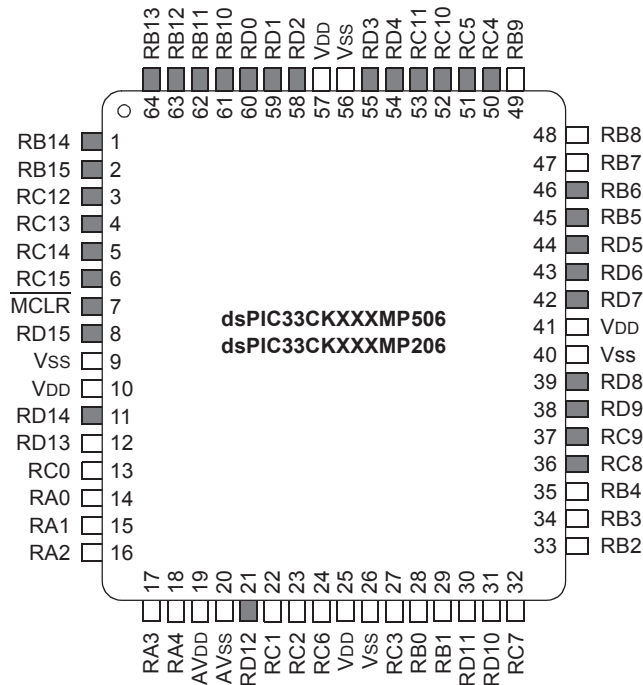 RB13 RB12 RB11 RB10 RD0 RD1 RD2 VDD VSS RD3 RD4 RC11 RC10 RC5 RC4 RB9
64 63 62 61 60 59 58 57 56 55 54 53 52 51 50 49
RB14 1
RB15 2
RC12 3
RC13 4
RC14 5
RC15 6
MCLR 7
RD15 8
VSS 9
VDD 10
RD14 11
RD13 12
RC0 13
RA0 14
RA1 15
RA2 16
dsPIC33CKXXXMP506
dsPIC33CKXXXMP206
48 RB8
47 RB7
46 RB6
45 RB5
44 RD5
43 RD6
42 RD7
41 VDD
40 Vss
39 RD8
38 RD9
37 RC9
36 RC8
35 RB4
34 RB3
33 RB2
17 18 19 20 21 22 23 24 25 26 27 28 29 30 31 32
RA3 RA4 AVDD AVSS RD12 RC1 RC2 RC6 VDD VSS RC3 RB0 RB1 RD11 RD10 RC7